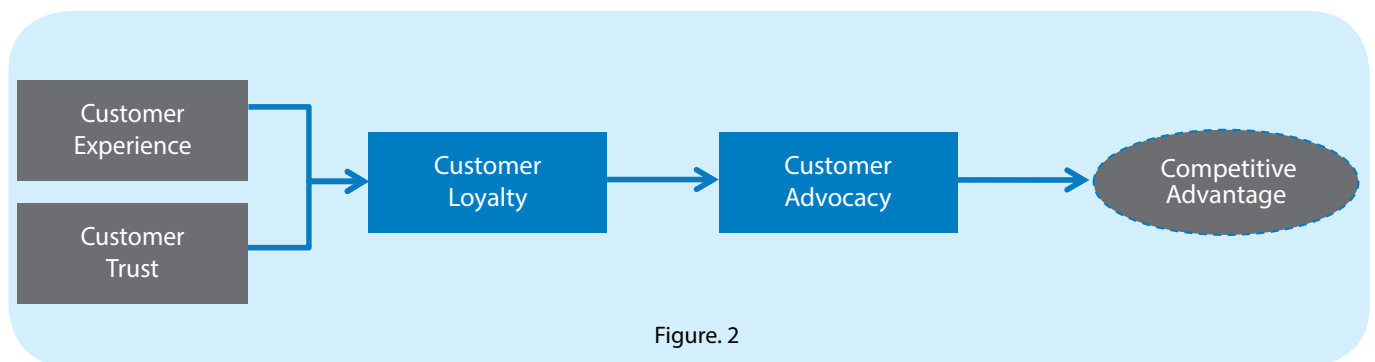 Customer
Experience
Customer
Trust
Customer
Loyalty
Customer
Advocacy
Competitive
Advantage
Figure. 2